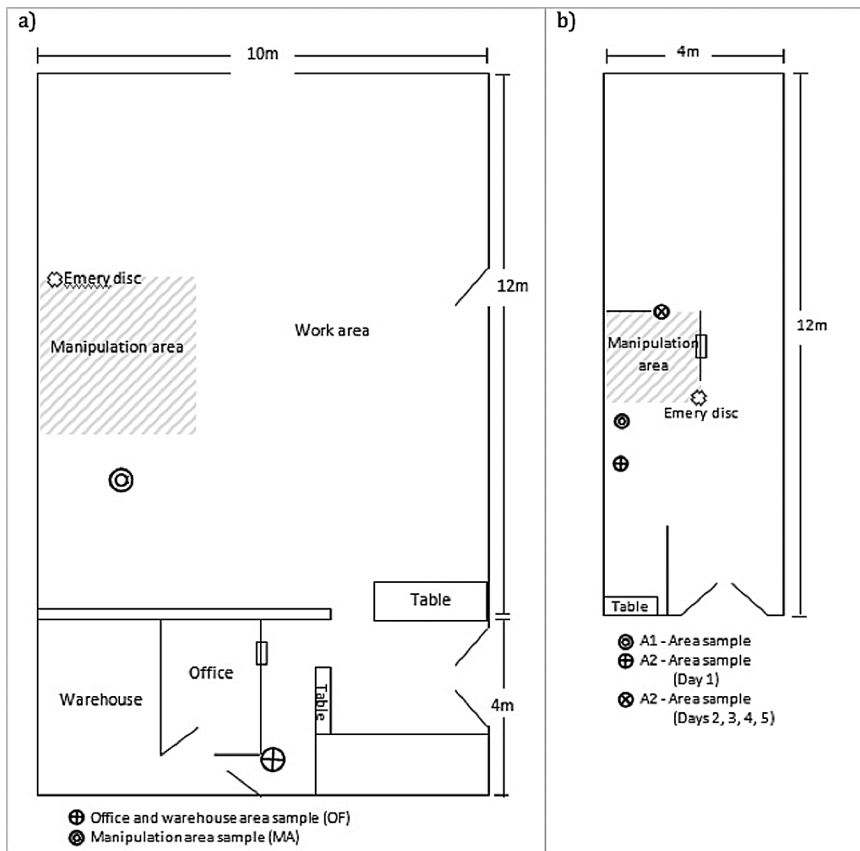 a)
10m
Emery disc
12m
Manipulation area
Work area
Table
Office
Warehouse
Table
4m
Office and warehouse area sample (OF)
Manipulation area sample (MA)
b)
4m
12m
Manipulation
area
Emery disc
Table
A1 - Area sample
A2 - Area sample
(Day 1)
A2 - Area sample
(Days 2, 3, 4, 5)